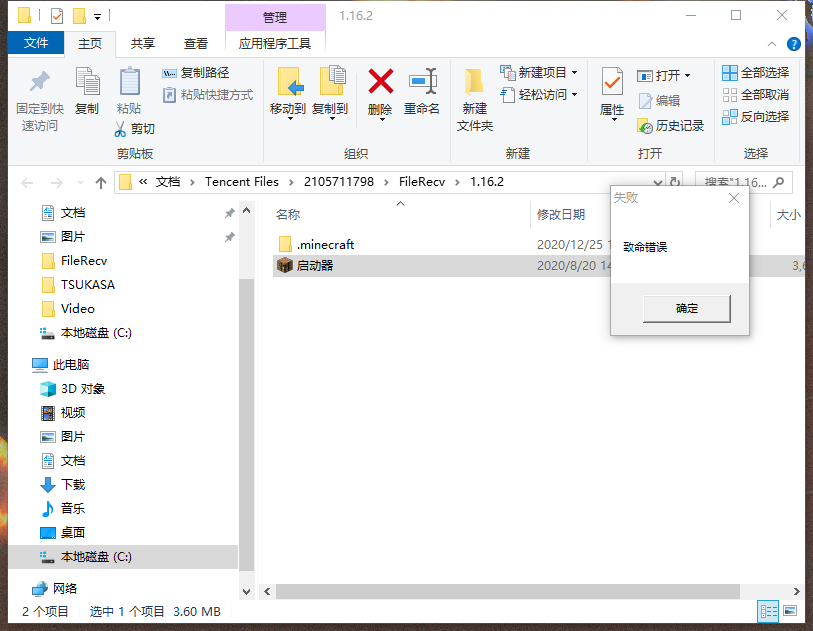 管理
1.16.2
文件
主页
共享
查看
应用程序工具
固定到快
速访问
复制
粘贴
复制路径
粘贴快捷方式
剪切
剪贴板
移动到
复制到
删除
重命名
组织
新建
文件夹
新建项目
轻松访问
新建
属性
打开
编辑
历史记录
打开
全部选择
全部取消
反向选择
选择
« 文档 › Tencent Files › 2105711798 › FileRecv › 1.16.2
搜索"1.16...
文档
图片
FileRecv
TSUKASA
Video
本地磁盘 (C:)
此电脑
3D 对象
视频
图片
文档
下载
音乐
桌面
本地磁盘 (C:)
网络
名称
修改日期
大小
.minecraft
2020/12/25 1
启动器
2020/8/20 14
3,6
失败
致命错误
确定
2 个项目
选中 1 个项目 3.60 MB